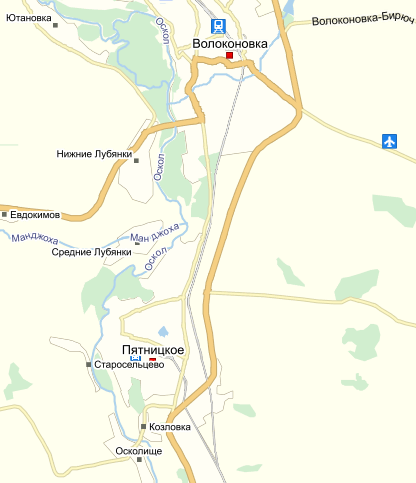 Ютановка
Оскол
Волоконовка-Бирюч
Волоконовка
Нижние Лубянки
Оскол
Евдокимов
Манджоха
Манджоха
Средние Лубянки
Оскол
Пятницкое
Старосельцево
Козловка
Осколище